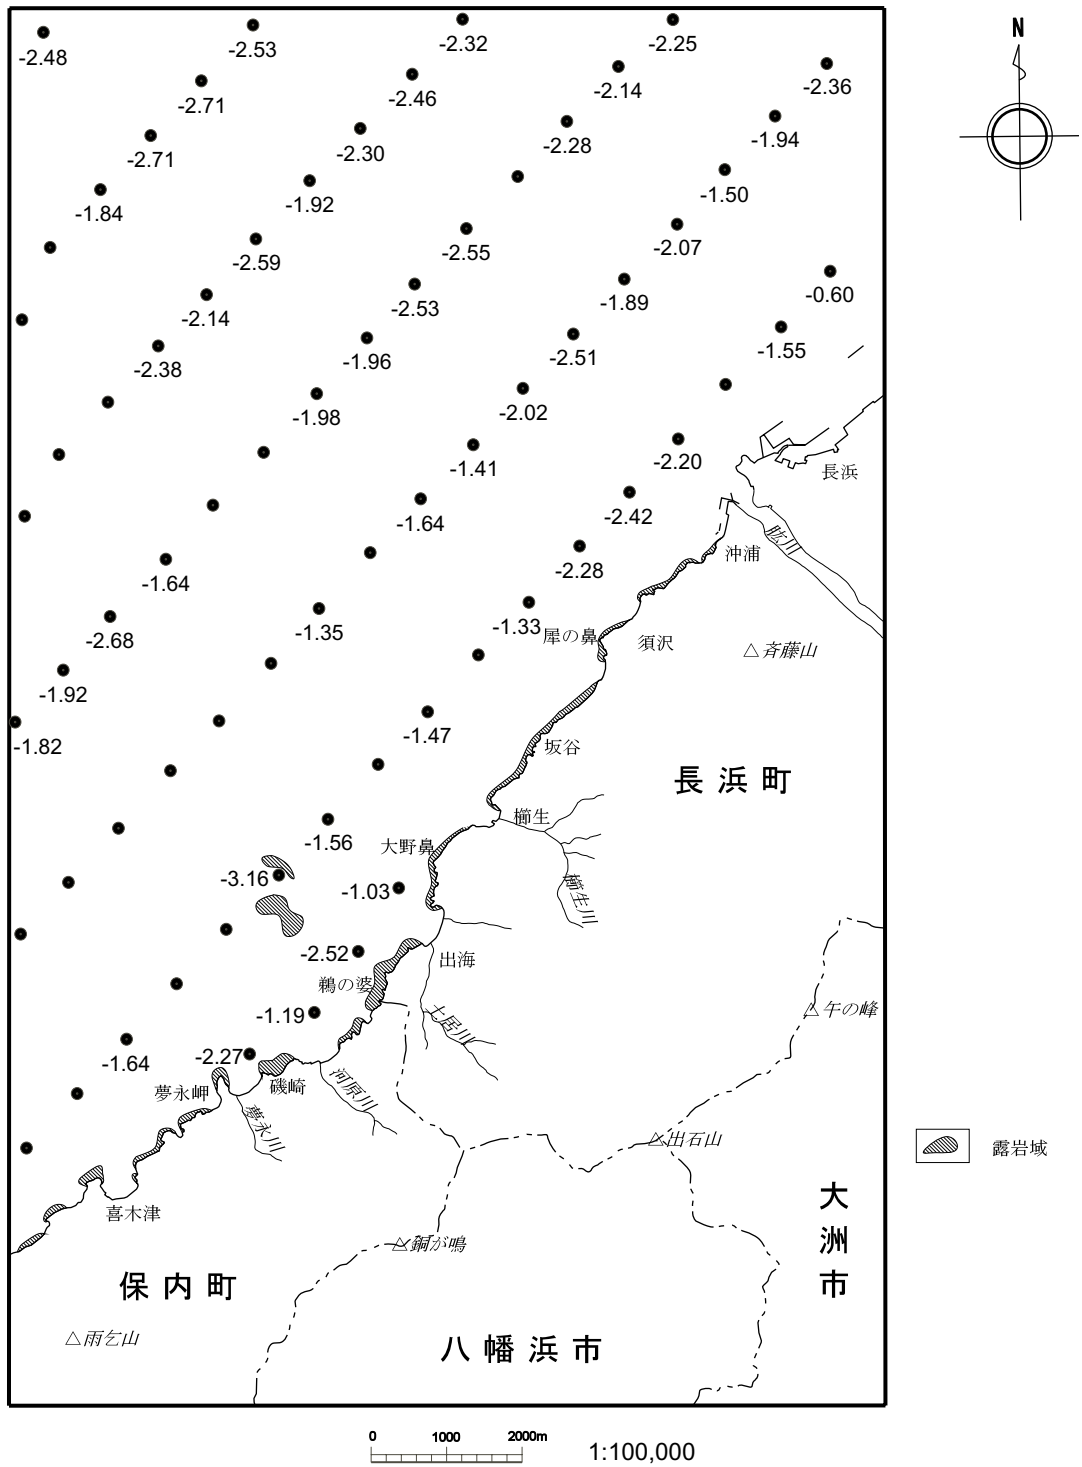 N
-2.48
-2.53
-2.32
-2.25
-2.71
-2.46
-2.14
-2.36
-2.71
-2.30
-2.28
-1.94
-1.84
-1.92
-1.50
-2.59
-2.55
-2.07
-2.14
-2.53
-1.89
-0.60
-2.38
-1.96
-2.51
-1.55
-1.98
-2.02
-1.41
-2.20
長浜
-1.64
-2.42
肱川
沖浦
-1.64
-2.28
-2.68
-1.35
-1.33
犀の鼻
須沢
△斉藤山
-1.92
-1.82
-1.47
坂谷
長浜町
櫛生
-1.56
大野鼻
-3.16
-1.03
櫛生川
-2.52
出海
鵜の婆
-1.19
土居川
△午の峰
-1.64
-2.27
磯崎
夢永岬
河原川
夢永川
△出石山
露岩域
喜木津
大洲市
△銅が鳴
保内町
△雨乞山
八幡浜市
0 1000 2000m
1:100,000